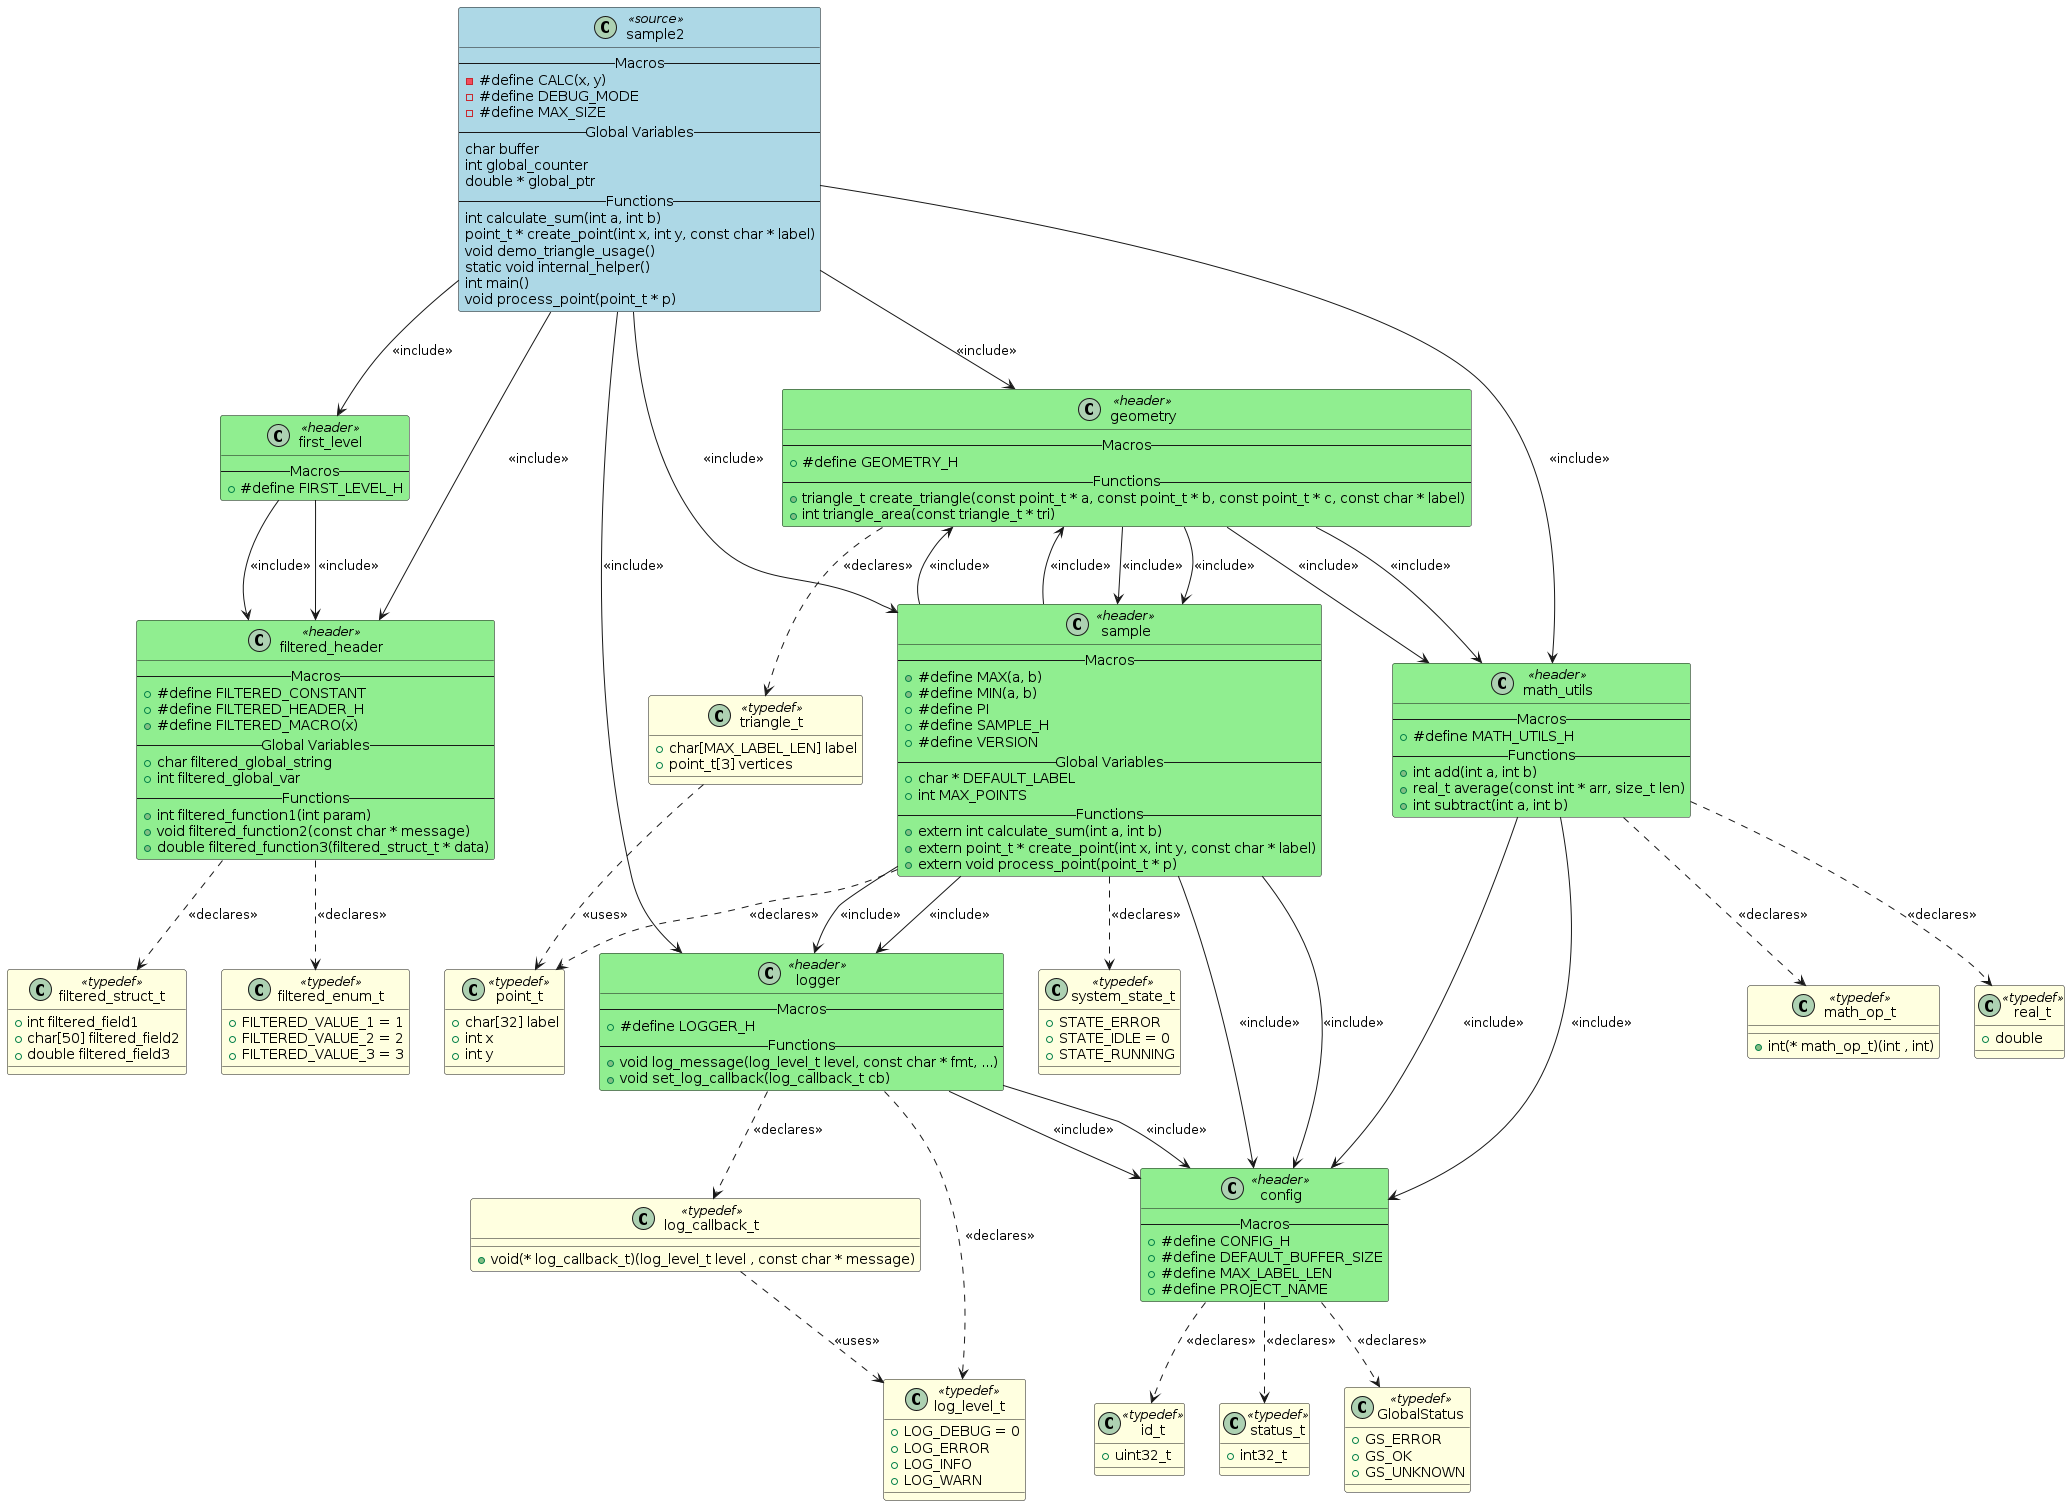 C «source»
sample2
Macros
#define CALC(x, y)
#define DEBUG_MODE
#define MAX_SIZE
Global Variables
char buffer
int global_counter
double * global_ptr
Functions
int calculate_sum(int a, int b)
point_t * create_point(int x, int y, const char * label)
void demo_triangle_usage()
static void internal_helper()
int main()
void process_point(point_t * p)
«include»
«include»
«include»
«include»
«include»
C «header»
first_level
Macros
#define FIRST_LEVEL_H
C «header»
geometry
Macros
#define GEOMETRY_H
Functions
triangle_t create_triangle(const point_t * a, const point_t * b, const point_t * c, const char * label)
int triangle_area(const triangle_t * tri)
«include»
«include»
«include»
«declares»
«include»
«include»
«include»
«include»
«include»
«include»
C «header»
filtered_header
Macros
#define FILTERED_CONSTANT
#define FILTERED_HEADER_H
#define FILTERED_MACRO(x)
Global Variables
char filtered_global_string
int filtered_global_var
Functions
int filtered_function1(int param)
void filtered_function2(const char * message)
double filtered_function3(filtered_struct_t * data)
C «typedef»
triangle_t
char[MAX_LABEL_LEN] label
point_t[3] vertices
C «header»
sample
Macros
#define MAX(a, b)
#define MIN(a, b)
#define PI
#define SAMPLE_H
#define VERSION
Global Variables
char * DEFAULT_LABEL
int MAX_POINTS
Functions
extern int calculate_sum(int a, int b)
extern point_t * create_point(int x, int y, const char * label)
extern void process_point(point_t * p)
C «header»
math_utils
Macros
#define MATH_UTILS_H
Functions
int add(int a, int b)
real_t average(const int * arr, size_t len)
int subtract(int a, int b)
«declares»
«declares»
«uses»
«declares»
«include»
«include»
«declares»
«include»
«include»
«include»
«include»
«declares»
«declares»
C «typedef»
filtered_struct_t
int filtered_field1
char[50] filtered_field2
double filtered_field3
C «typedef»
filtered_enum_t
FILTERED_VALUE_1 = 1
FILTERED_VALUE_2 = 2
FILTERED_VALUE_3 = 3
C «typedef»
point_t
char[32] label
int x
int y
C «header»
logger
Macros
#define LOGGER_H
Functions
void log_message(log_level_t level, const char * fmt, ...)
void set_log_callback(log_callback_t cb)
C «typedef»
system_state_t
STATE_ERROR
STATE_IDLE = 0
STATE_RUNNING
C «typedef»
math_op_t
int(* math_op_t)(int , int)
C «typedef»
real_t
double
«declares»
«include»
«include»
«declares»
C «typedef»
log_callback_t
void(* log_callback_t)(log_level_t level , const char * message)
C «header»
config
Macros
#define CONFIG_H
#define DEFAULT_BUFFER_SIZE
#define MAX_LABEL_LEN
#define PROJECT_NAME
«uses»
«declares»
«declares»
«declares»
C «typedef»
log_level_t
LOG_DEBUG = 0
LOG_ERROR
LOG_INFO
LOG_WARN
C «typedef»
id_t
uint32_t
C «typedef»
status_t
int32_t
C «typedef»
GlobalStatus
GS_ERROR
GS_OK
GS_UNKNOWN